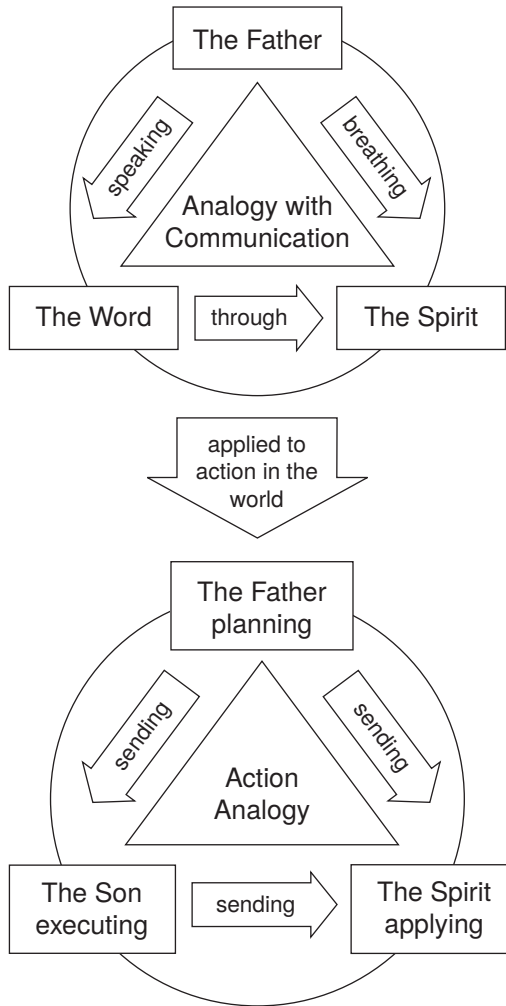 The Father
speaking
breathing
Analogy with
Communication
The Word
through
The Spirit
applied to
action in the
world
The Father
planning
sending
sending
Action
Analogy
The Son
executing
sending
The Spirit
applying